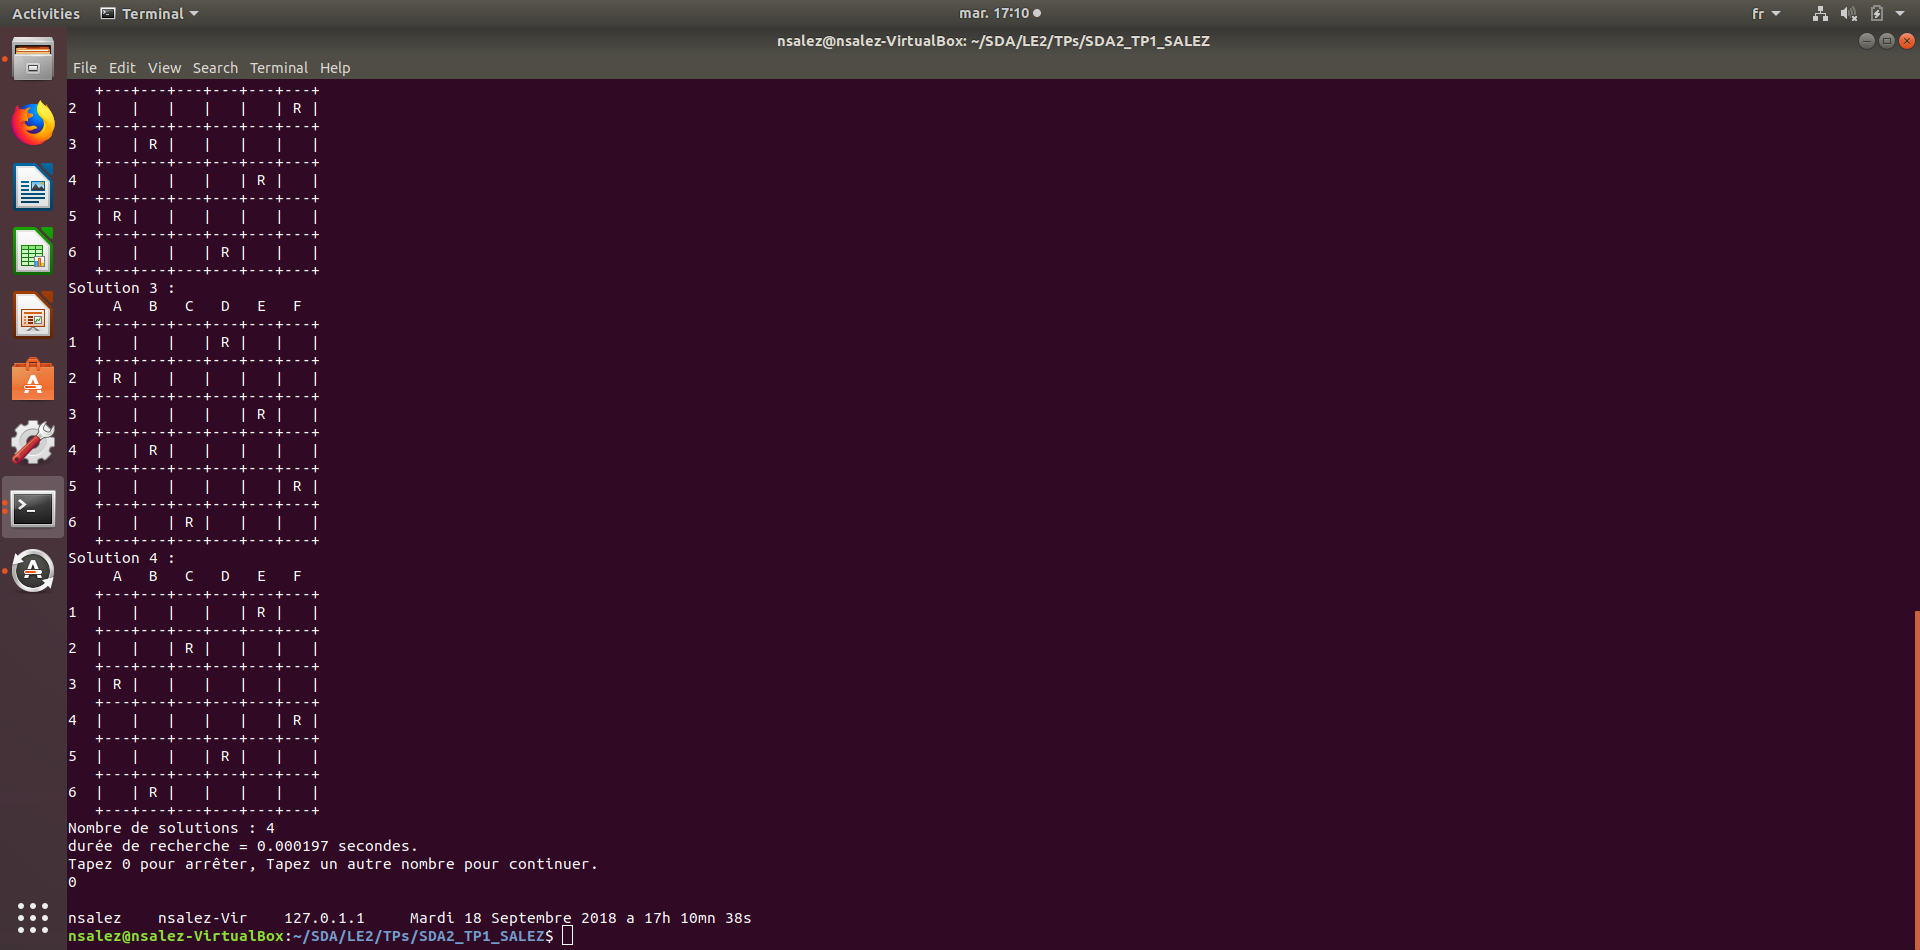 Activities Terminal mar. 17:10 fr
nsalez@nsalez-VirtualBox: ~/SDA/LE2/TPs/SDA2_TP1_SALEZ
File Edit View Search Terminal Help
   +---+---+---+---+---+---+
2  |   |   |   |   |   | R |
   +---+---+---+---+---+---+
3  |   | R |   |   |   |   |
   +---+---+---+---+---+---+
4  |   |   |   |   | R |   |
   +---+---+---+---+---+---+
5  | R |   |   |   |   |   |
   +---+---+---+---+---+---+
6  |   |   |   | R |   |   |
   +---+---+---+---+---+---+
Solution 3 :
     A   B   C   D   E   F
   +---+---+---+---+---+---+
1  |   |   |   | R |   |   |
   +---+---+---+---+---+---+
2  | R |   |   |   |   |   |
   +---+---+---+---+---+---+
3  |   |   |   |   | R |   |
   +---+---+---+---+---+---+
4  |   | R |   |   |   |   |
   +---+---+---+---+---+---+
5  |   |   |   |   |   | R |
   +---+---+---+---+---+---+
6  |   |   | R |   |   |   |
   +---+---+---+---+---+---+
Solution 4 :
     A   B   C   D   E   F
   +---+---+---+---+---+---+
1  |   |   |   |   | R |   |
   +---+---+---+---+---+---+
2  |   |   | R |   |   |   |
   +---+---+---+---+---+---+
3  | R |   |   |   |   |   |
   +---+---+---+---+---+---+
4  |   |   |   |   |   | R |
   +---+---+---+---+---+---+
5  |   |   |   | R |   |   |
   +---+---+---+---+---+---+
6  |   | R |   |   |   |   |
   +---+---+---+---+---+---+
Nombre de solutions : 4
durée de recherche = 0.000197 secondes.
Tapez 0 pour arrêter, Tapez un autre nombre pour continuer.
0
nsalez    nsalez-Vir    127.0.1.1     Mardi 18 Septembre 2018 a 17h 10mn 38s
nsalez@nsalez-VirtualBox:~/SDA/LE2/TPs/SDA2_TP1_SALEZ$